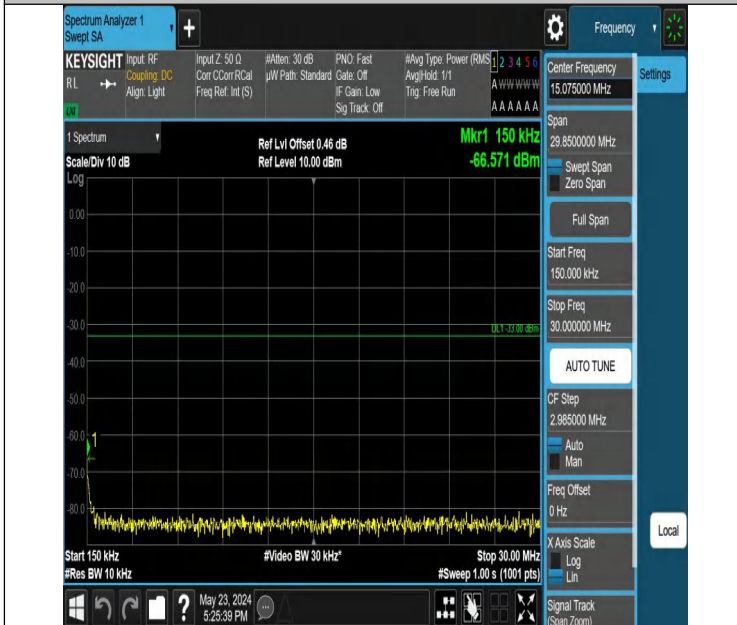 Spectrum Analyzer 1
Swept SA
+
Frequency
KEYSIGHT
RL
LXI
Input: RF
Coupling: DC
Align: Light
Input Z: 50 Ω
Corr CCorr RCal
Freq Ref: Int (S)
#Atten: 30 dB
µW Path: Standard
PNO: Fast
Gate: Off
IF Gain: Low
Sig Track: Off
#Avg Type: Power (RMS
Avg|Hold: 1/1
Trig: Free Run
1 2 3 4 5 6
A W W W W W
A A A A A A
1 Spectrum
Scale/Div 10 dB
Log
Ref Lvl Offset 0.46 dB
Ref Level 10.00 dBm
Mkr1 150 kHz
-66.571 dBm
0.00
-10.0
-20.0
-30.0
DL1 -33.00 dBm
-40.0
-50.0
-60.0
1
-70.0
-80.0
Start 150 kHz
#Video BW 30 kHz*
Stop 30.00 MHz
#Res BW 10 kHz
#Sweep 1.00 s (1001 pts)
Settings
Center Frequency
15.075000 MHz
Span
29.8500000 MHz
Swept Span
Zero Span
Full Span
Start Freq
150.000 kHz
Stop Freq
30.000000 MHz
AUTO TUNE
CF Step
2.985000 MHz
Auto
Man
Freq Offset
0 Hz
X Axis Scale
Log
Lin
Signal Track
(Span Zoom)
Local
?
May 23, 2024
5:25:39 PM